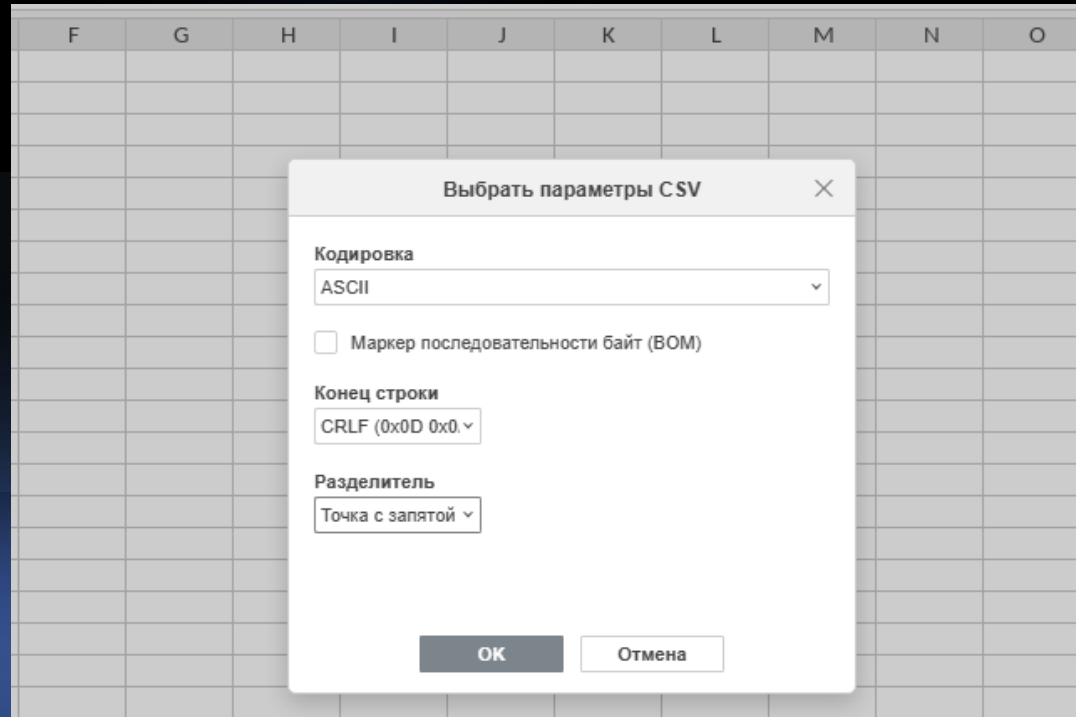 F G H I J K L M N O
Выбрать параметры CSV
Кодировка
ASCII
Маркер последовательности байт (BOM)
Конец строки
CRLF (0x0D 0x0.
Разделитель
Точка с запятой
OK Отмена